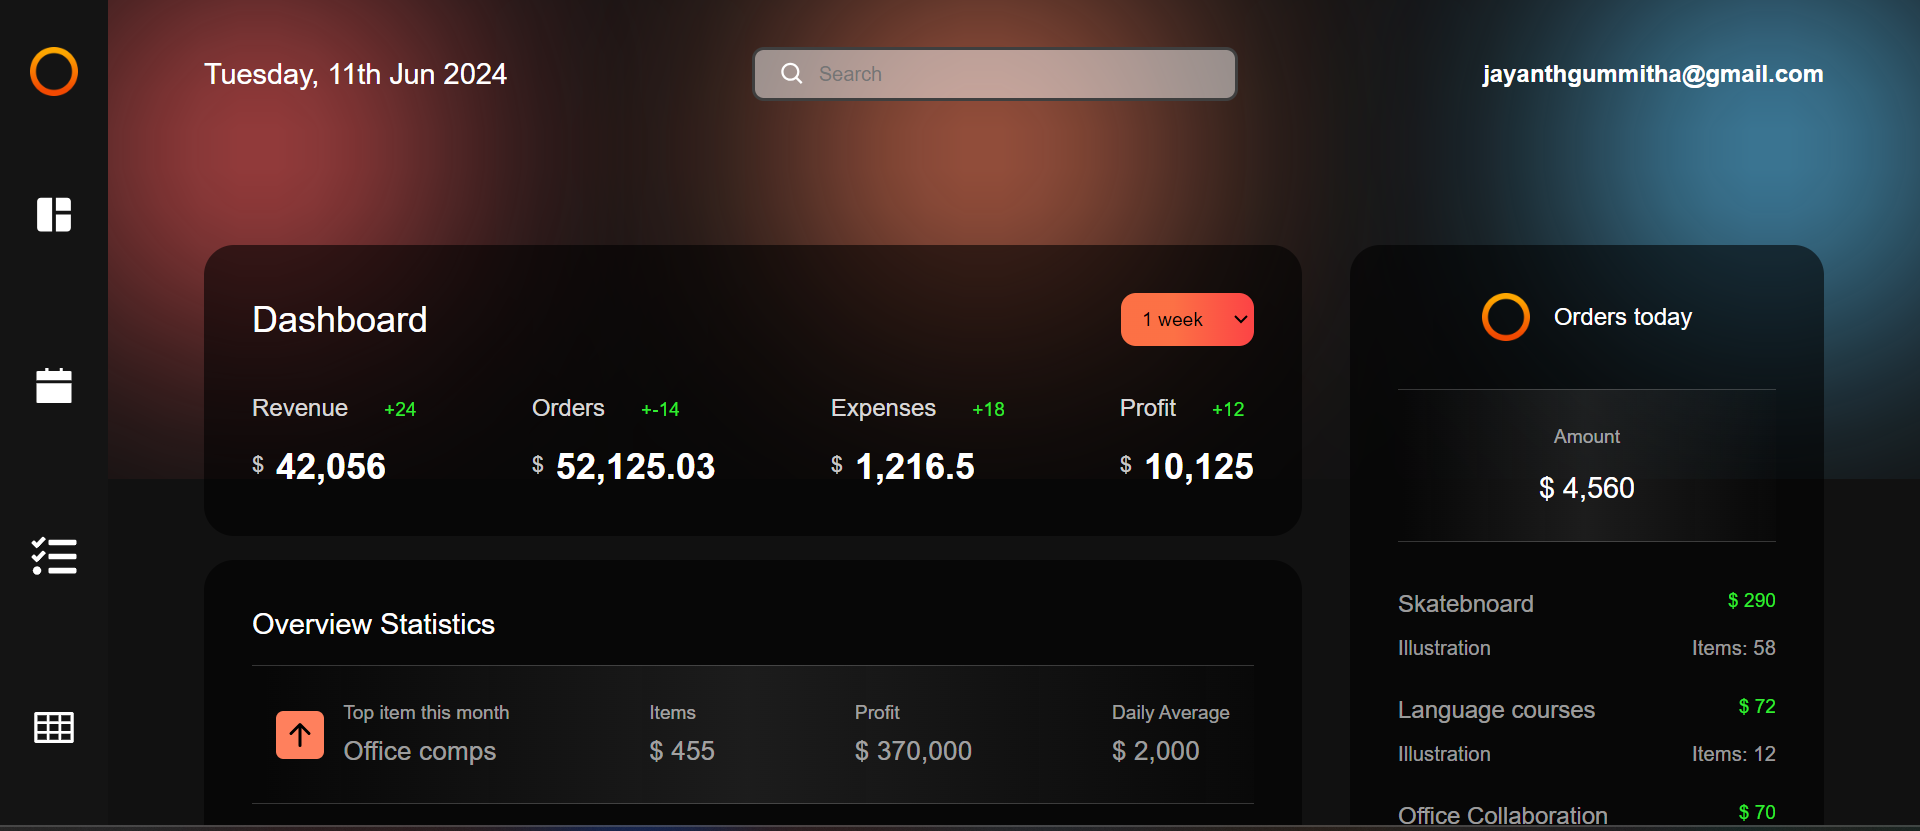 Tuesday, 11th Jun 2024
Search
jayanthgummitha@gmail.com
Dashboard
1 week
Revenue +24
$ 42,056
Orders +-14
$ 52,125.03
Expenses +18
$ 1,216.5
Profit +12
$ 10,125
Overview Statistics
Top item this month
Office comps
Items
$ 455
Profit
$ 370,000
Daily Average
$ 2,000
Orders today
Amount
$ 4,560
Skatebnoard $ 290
Illustration Items: 58
Language courses $ 72
Illustration Items: 12
Office Collaboration $ 70